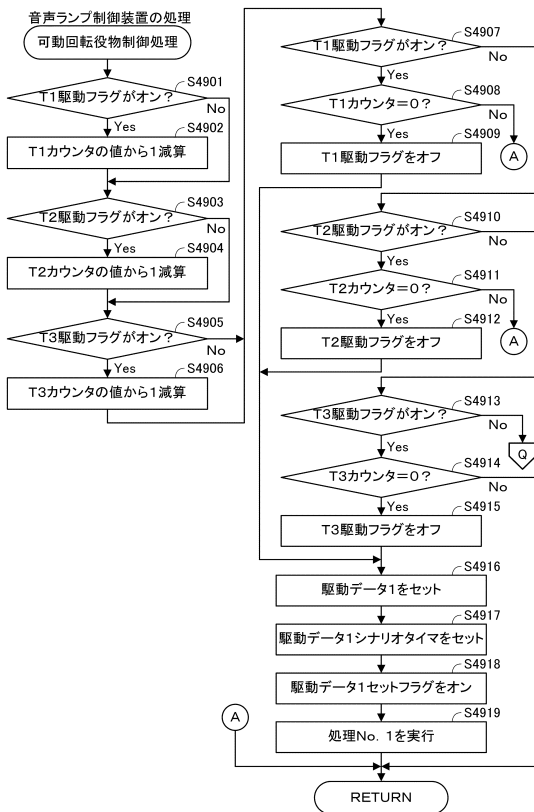 音声ランプ制御装置の処理
可動回転役物制御処理
T1駆動フラグがオン？
S4901
No
Yes
S4902
T1カウンタの値から1減算
T3駆動フラグがオン？
S4903
No
Yes
S4904
T2カウンタの値から1減算
T3駆動フラグがオン？
S4905
No
Yes
S4906
T3カウンタの値から1減算
T1駆動フラグがオン？
S4907
No
Yes
T1カウンタ＝0？
S4908
No
A
Yes
S4909
T1駆動フラグをオフ
T2駆動フラグがオン？
S4910
No
Yes
T2カウンタ＝0？
S4911
No
A
Yes
S4912
T2駆動フラグをオフ
T3駆動フラグがオン？
S4913
No
Q
Yes
T3カウンタ＝0？
S4914
No
Yes
S4915
T3駆動フラグをオフ
S4916
駆動データ1をセット
S4917
駆動データ1シナリオタイマをセット
S4918
駆動データ1セットフラグをオン
S4919
処理No．1を実行
A
RETURN